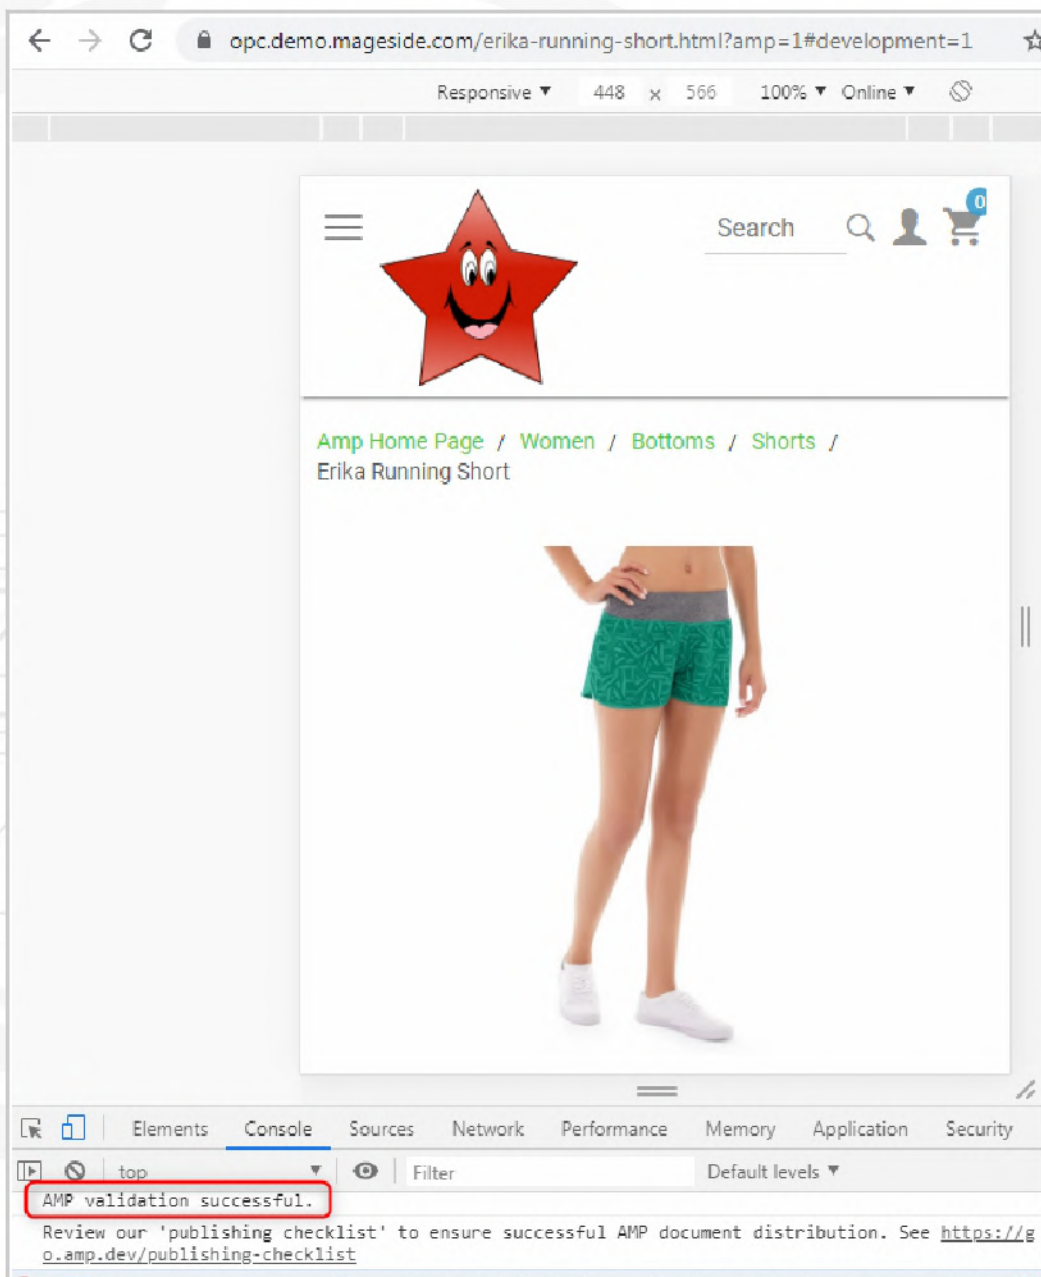 opc.demo.mageside.com/erika-running-short.html?amp=1#development=1
Responsive ▼ 448 x 566 100% ▼ Online ▼
Search 0
Amp Home Page / Women / Bottoms / Shorts /
Erika Running Short
Elements Console Sources Network Performance Memory Application Security
top ▼ Filter Default levels ▼
AMP validation successful.
Review our 'publishing checklist' to ensure successful AMP document distribution. See https://g
o.amp.dev/publishing-checklist